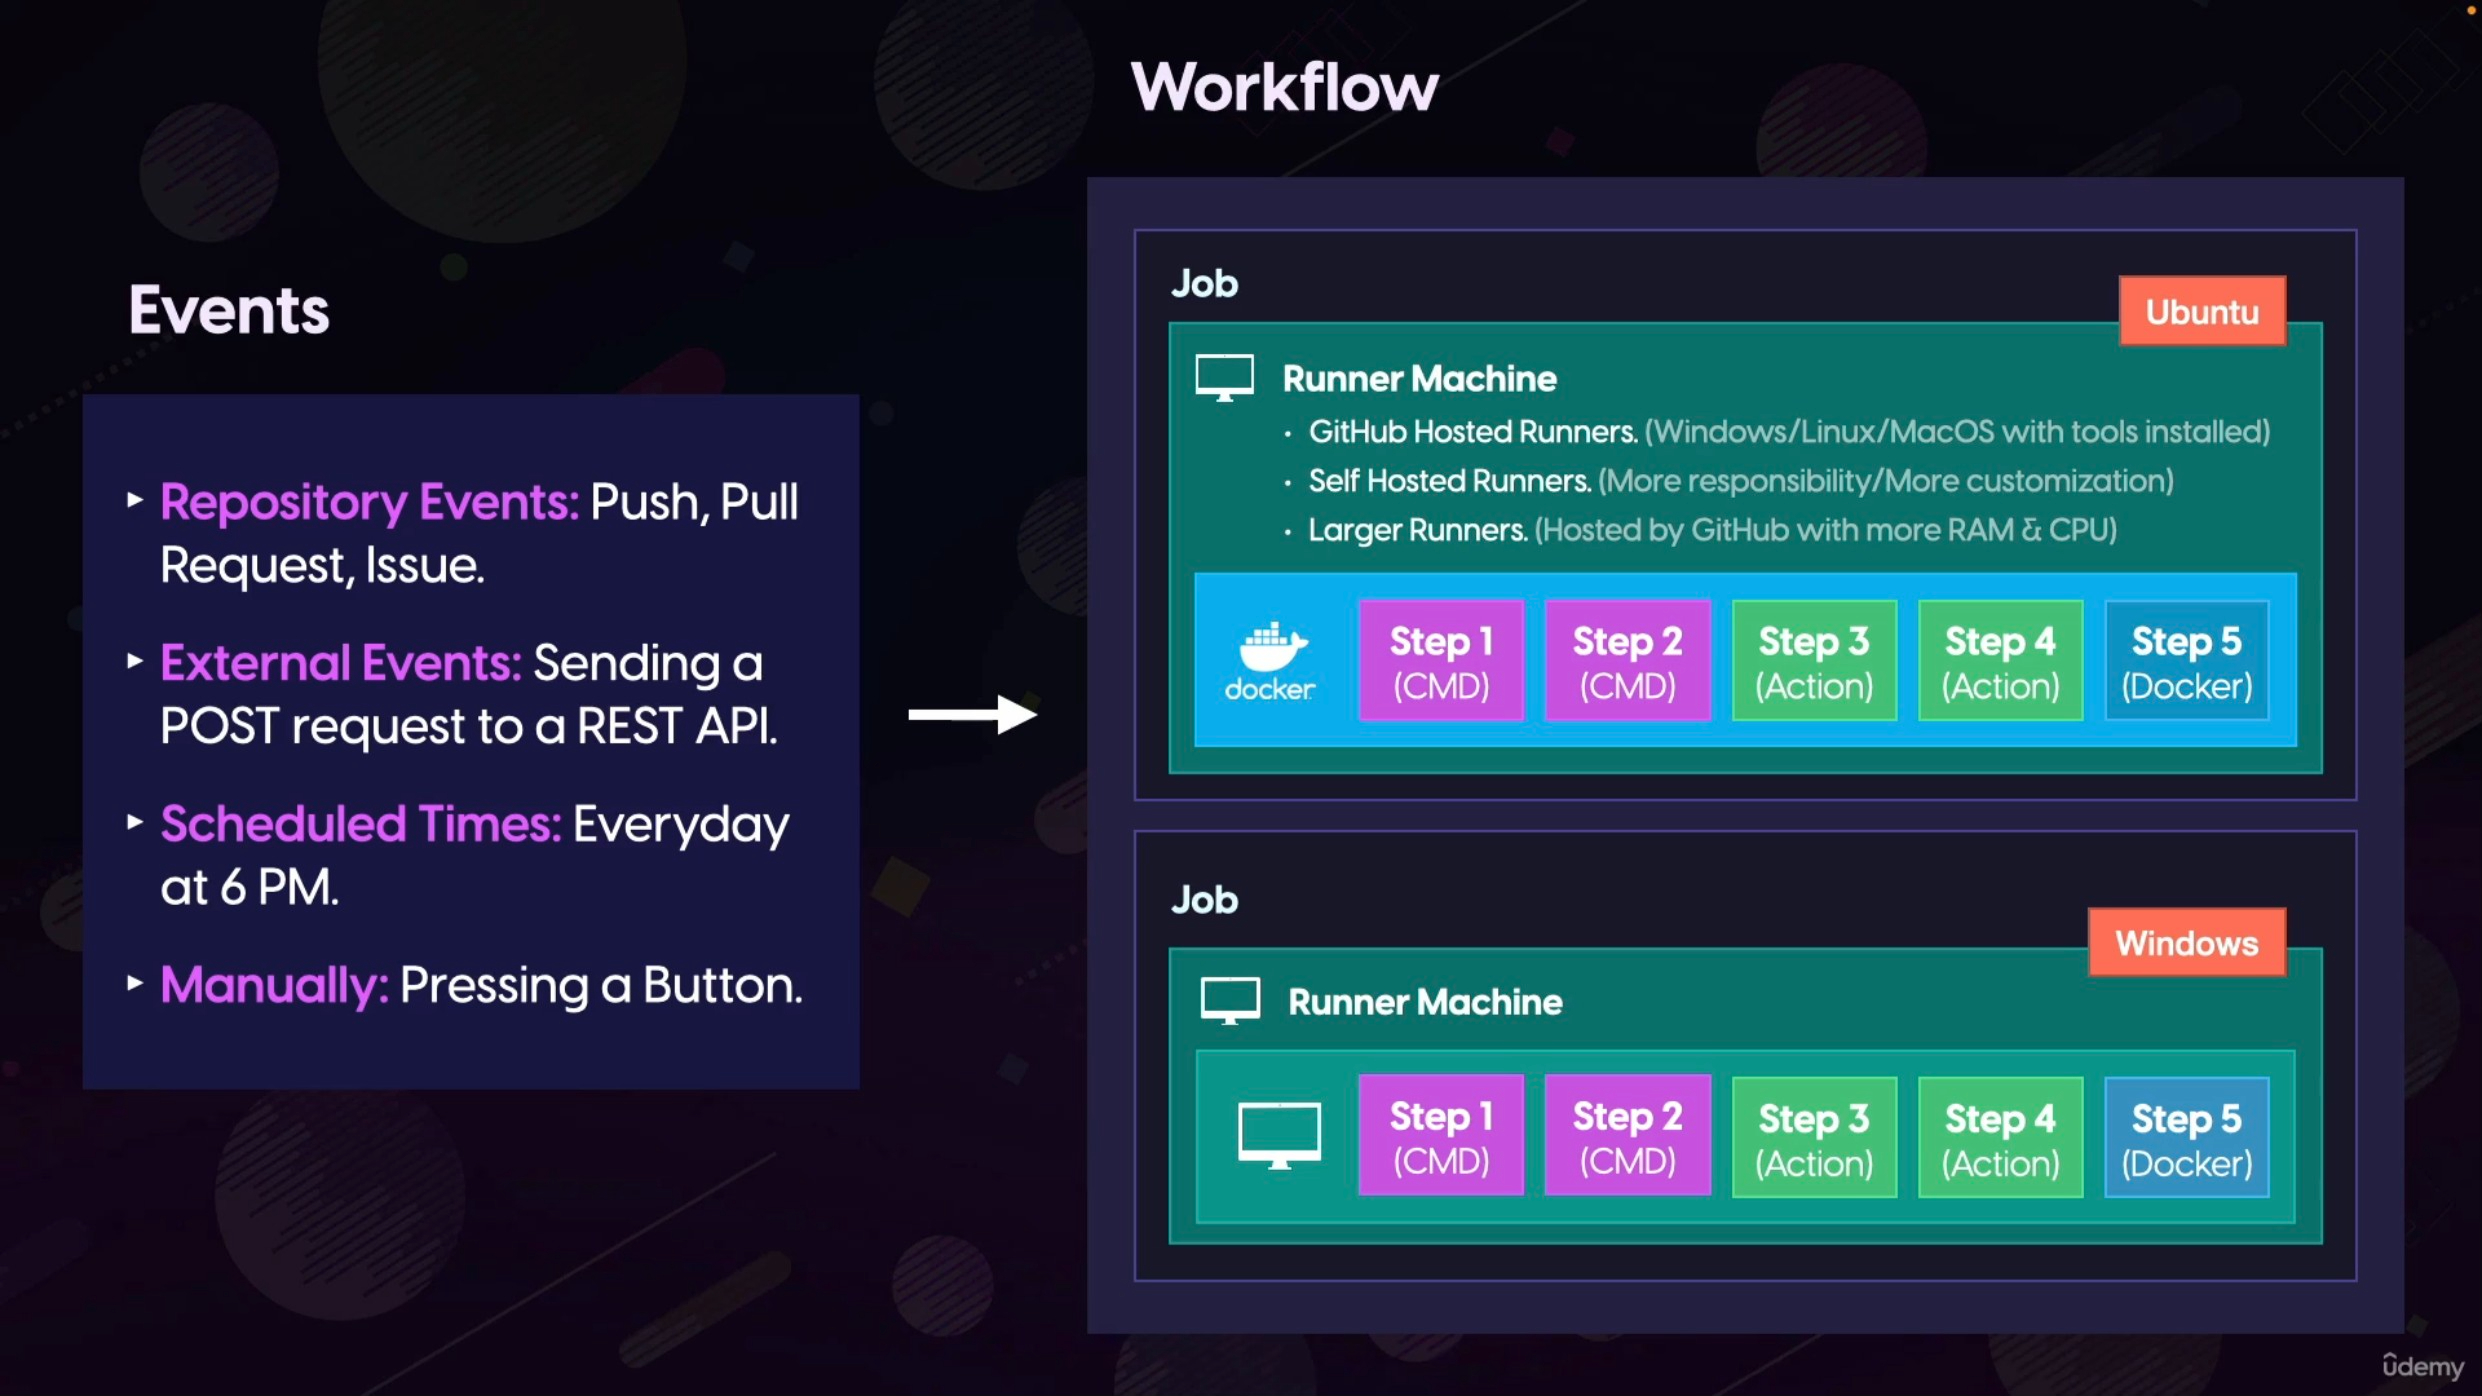 Workflow
Events
▸ Repository Events: Push, Pull
Request, Issue.
▸ External Events: Sending a
POST request to a REST API.
▸ Scheduled Times: Everyday
at 6 PM.
▸ Manually: Pressing a Button.
Job
Ubuntu
Runner Machine
• GitHub Hosted Runners. (Windows/Linux/MacOS with tools installed)
• Self Hosted Runners. (More responsibility/More customization)
• Larger Runners. (Hosted by GitHub with more RAM & CPU)
docker
Step 1
(CMD)
Step 2
(CMD)
Step 3
(Action)
Step 4
(Action)
Step 5
(Docker)
Job
Windows
Runner Machine
Step 1
(CMD)
Step 2
(CMD)
Step 3
(Action)
Step 4
(Action)
Step 5
(Docker)
ûdemy